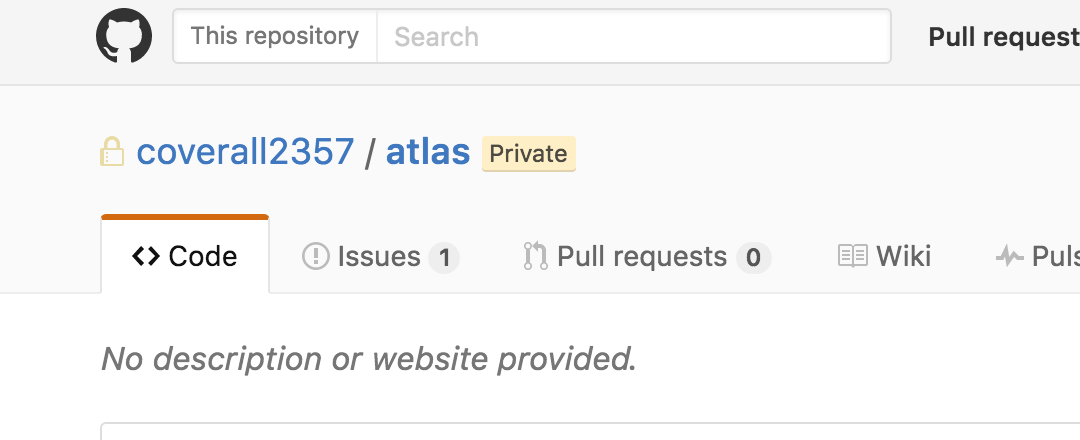 This repository Search Pull request
coverall2357 / atlas Private
Code Issues 1 Pull requests 0 Wiki Puls
No description or website provided.